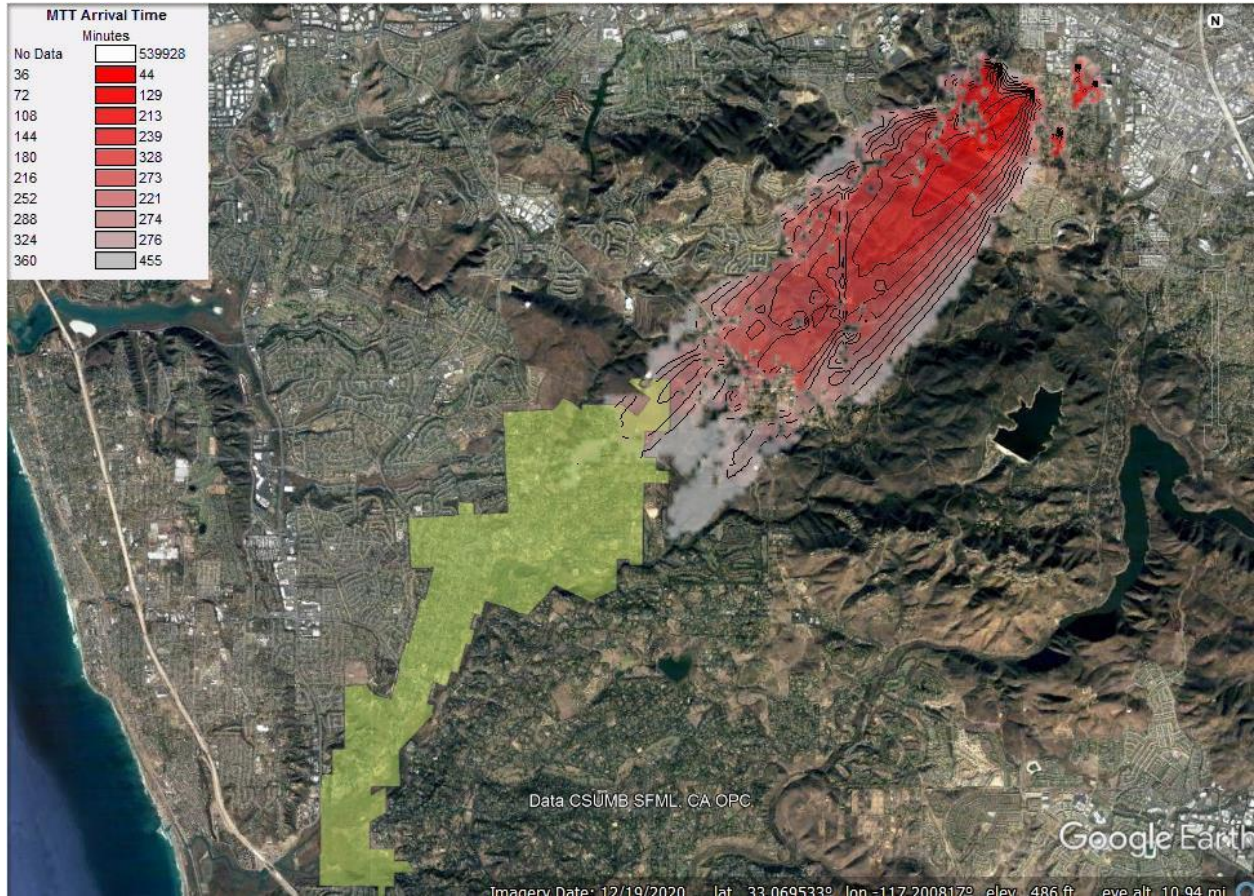 MTT Arrival Time
Minutes
No Data 539928
36 44
72 129
108 213
144 239
180 328
216 273
252 221
288 274
324 276
360 455
N
Data CSUMB SFML, CA OPC
Google Earth
Imagery Date: 12/19/2020 lat 33.069533° lon -117.200817° elev 486 ft eye alt 10.94 mi